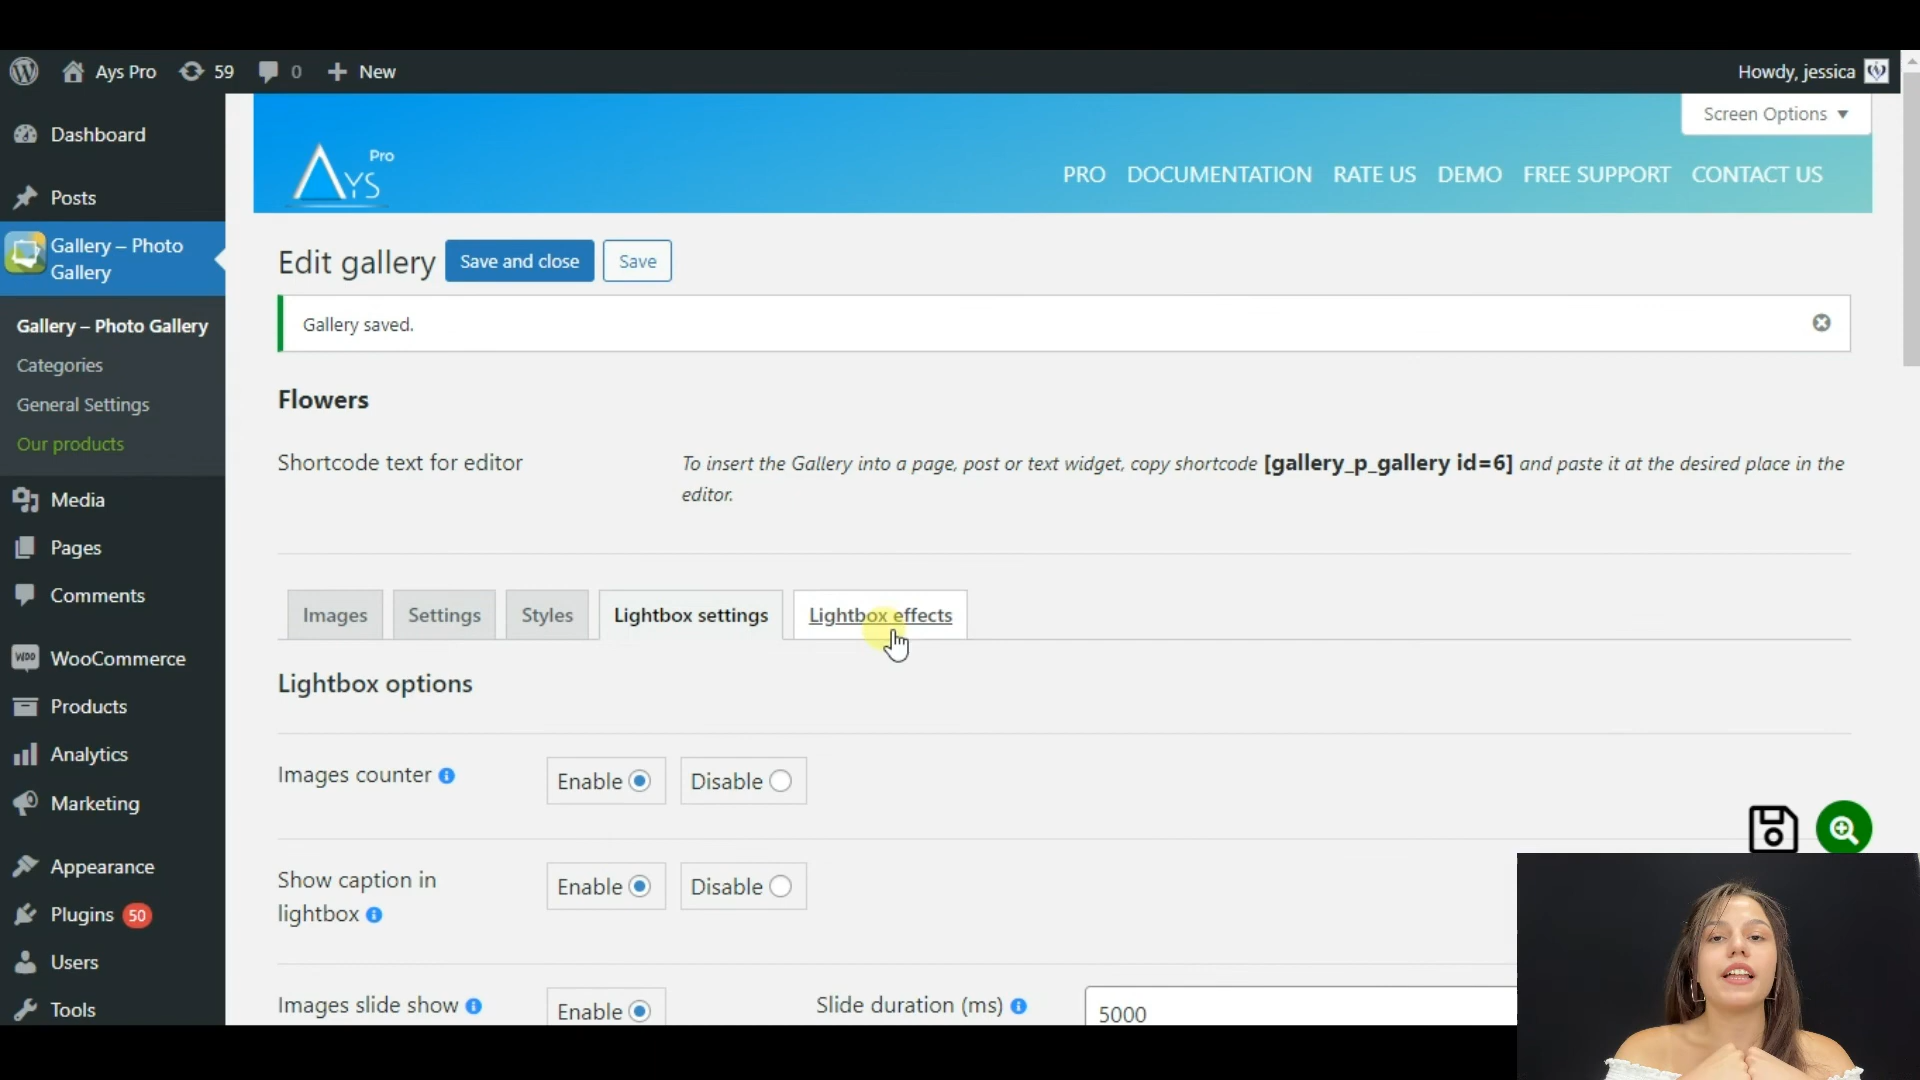 Ays Pro 59 0 New Howdy, jessica
Screen Options
Pro
AYS
PRO DOCUMENTATION RATE US DEMO FREE SUPPORT CONTACT US
Dashboard
Posts
Gallery – Photo
Gallery
Gallery – Photo Gallery
Categories
General Settings
Our products
Media
Pages
Comments
WOO WooCommerce
Products
Analytics
Marketing
Appearance
Plugins 50
Users
Tools
Edit gallery Save and close Save
Gallery saved.
Flowers
Shortcode text for editor
To insert the Gallery into a page, post or text widget, copy shortcode [gallery_p_gallery id=6] and paste it at the desired place in the
editor.
Images Settings Styles Lightbox settings Lightbox effects
Lightbox options
Images counter Enable Disable
Show caption in
lightbox Enable Disable
Images slide show Enable Slide duration (ms) 5000